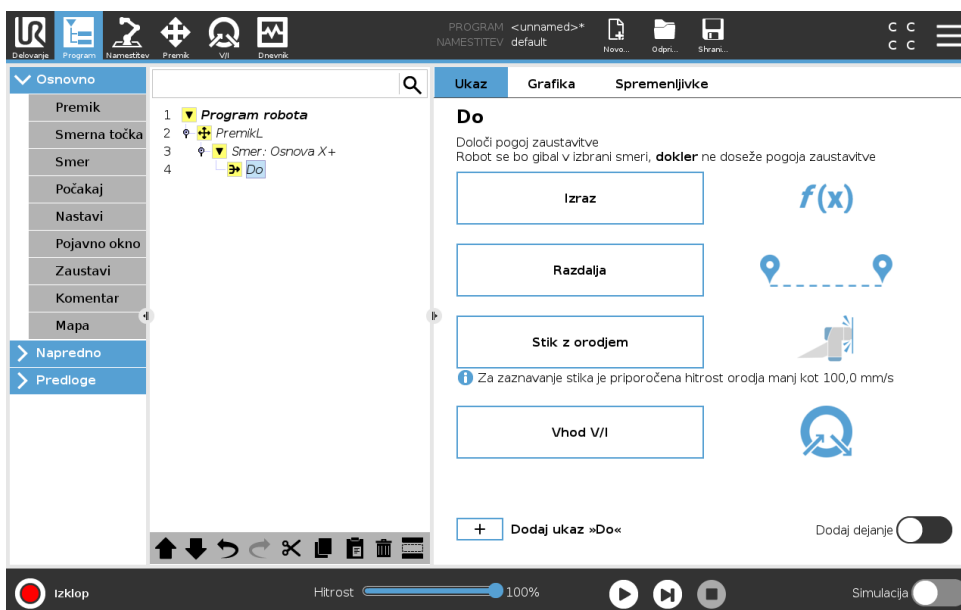 PROGRAM <unnamed>*
NAMESTITEV default
UR
Delovanje
Program
Namestitev
Premik
V/I
Dnevnik
Novo...
Odpri...
Shrani...
C C
C C
Osnovno
Premik
Smerna točka
Smer
Počakaj
Nastavi
Pojavno okno
Zaustavi
Komentar
Mapa
Napredno
Predloge
1 Program robota
2 PremikL
3 Smer: Osnova X+
4 Do
Ukaz
Grafika
Spremenljivke
Do
Določi pogoj zaustavitve
Robot se bo gibal v izbrani smeri, dokler ne doseže pogoja zaustavitve
Izraz
f(x)
Razdalja
Stik z orodjem
Za zaznavanje stika je priporočena hitrost orodja manj kot 100,0 mm/s
Vhod V/I
+ Dodaj ukaz »Do«
Dodaj dejanje
Izklop
Hitrost 100%
Simulacija